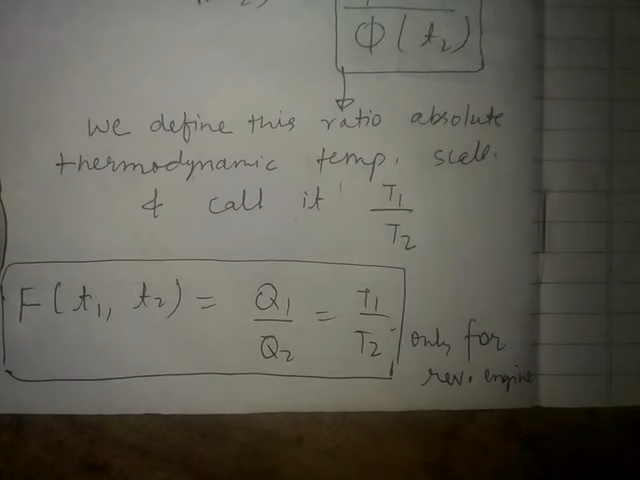 Φ(t2)
We define this ratio absolute
thermodynamic temp. scale.
& call it T1/T2
F(t1, t2) = Q1/Q2 = T1/T2 only for
rev. engine